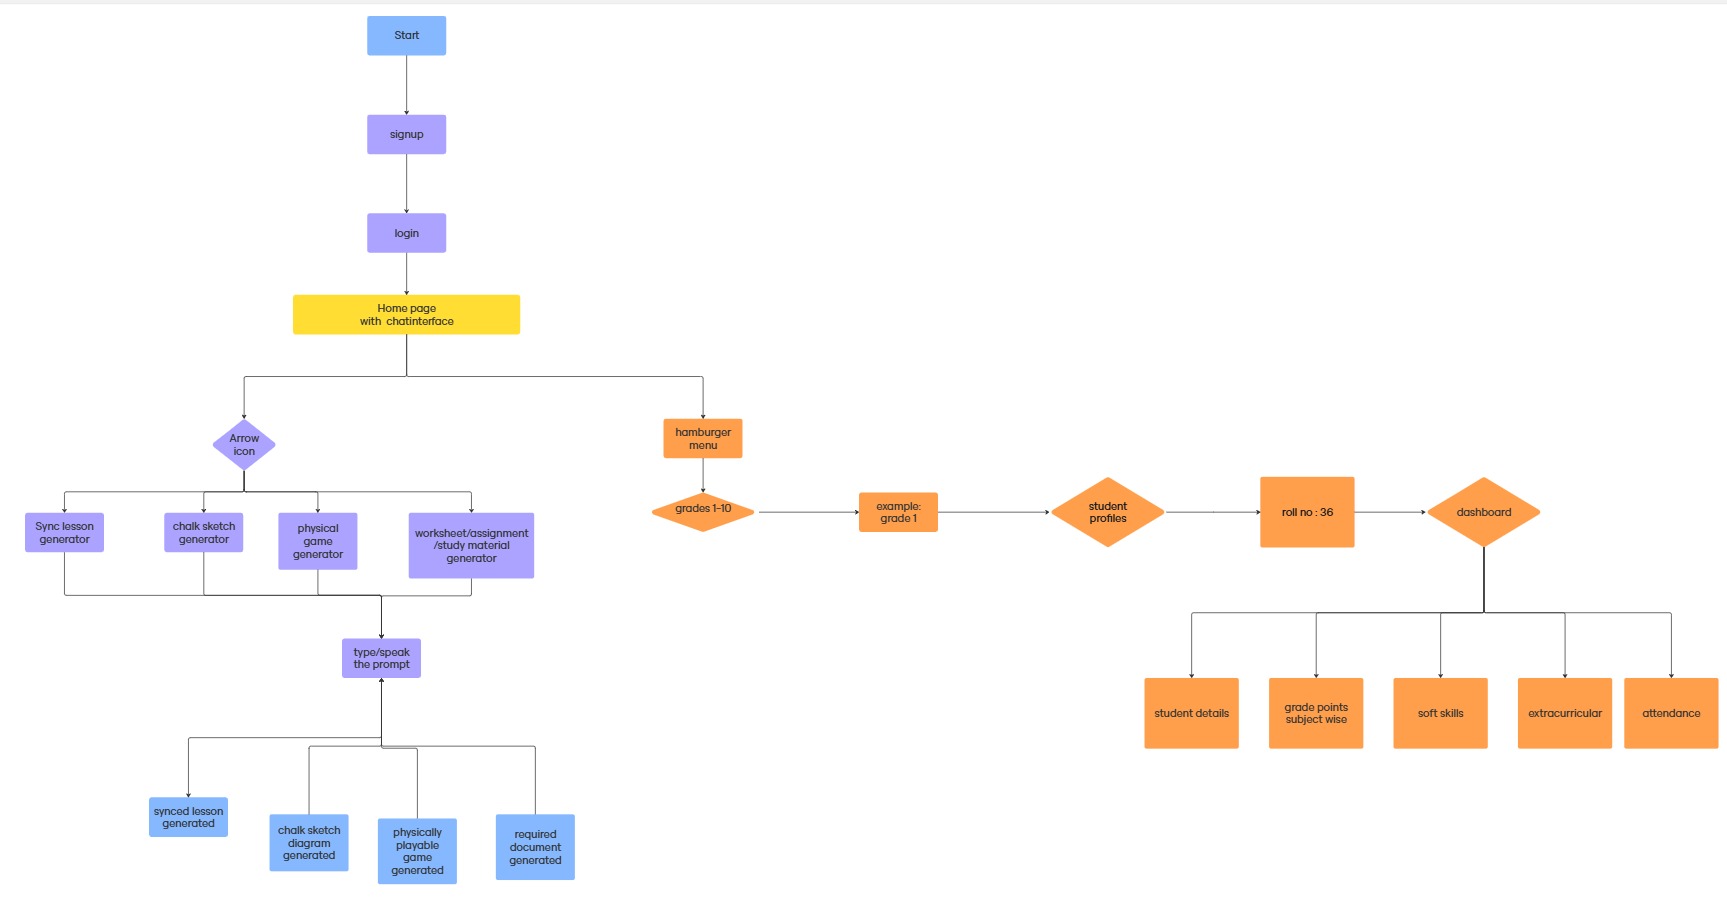 Start
signup
login
Home page
with  chatinterface
Arrow
icon
hamburger
menu
grades 1-10
example:
grade 1
student
profiles
roll no : 36
dashboard
Sync lesson
generator
chalk sketch
generator
physical
game
generator
worksheet/assignment
/study material
generator
type/speak
the prompt
student details
grade points
subject wise
soft skills
extracurricular
attendance
synced lesson
generated
chalk sketch
diagram
generated
physically
playable
game
generated
required
document
generated